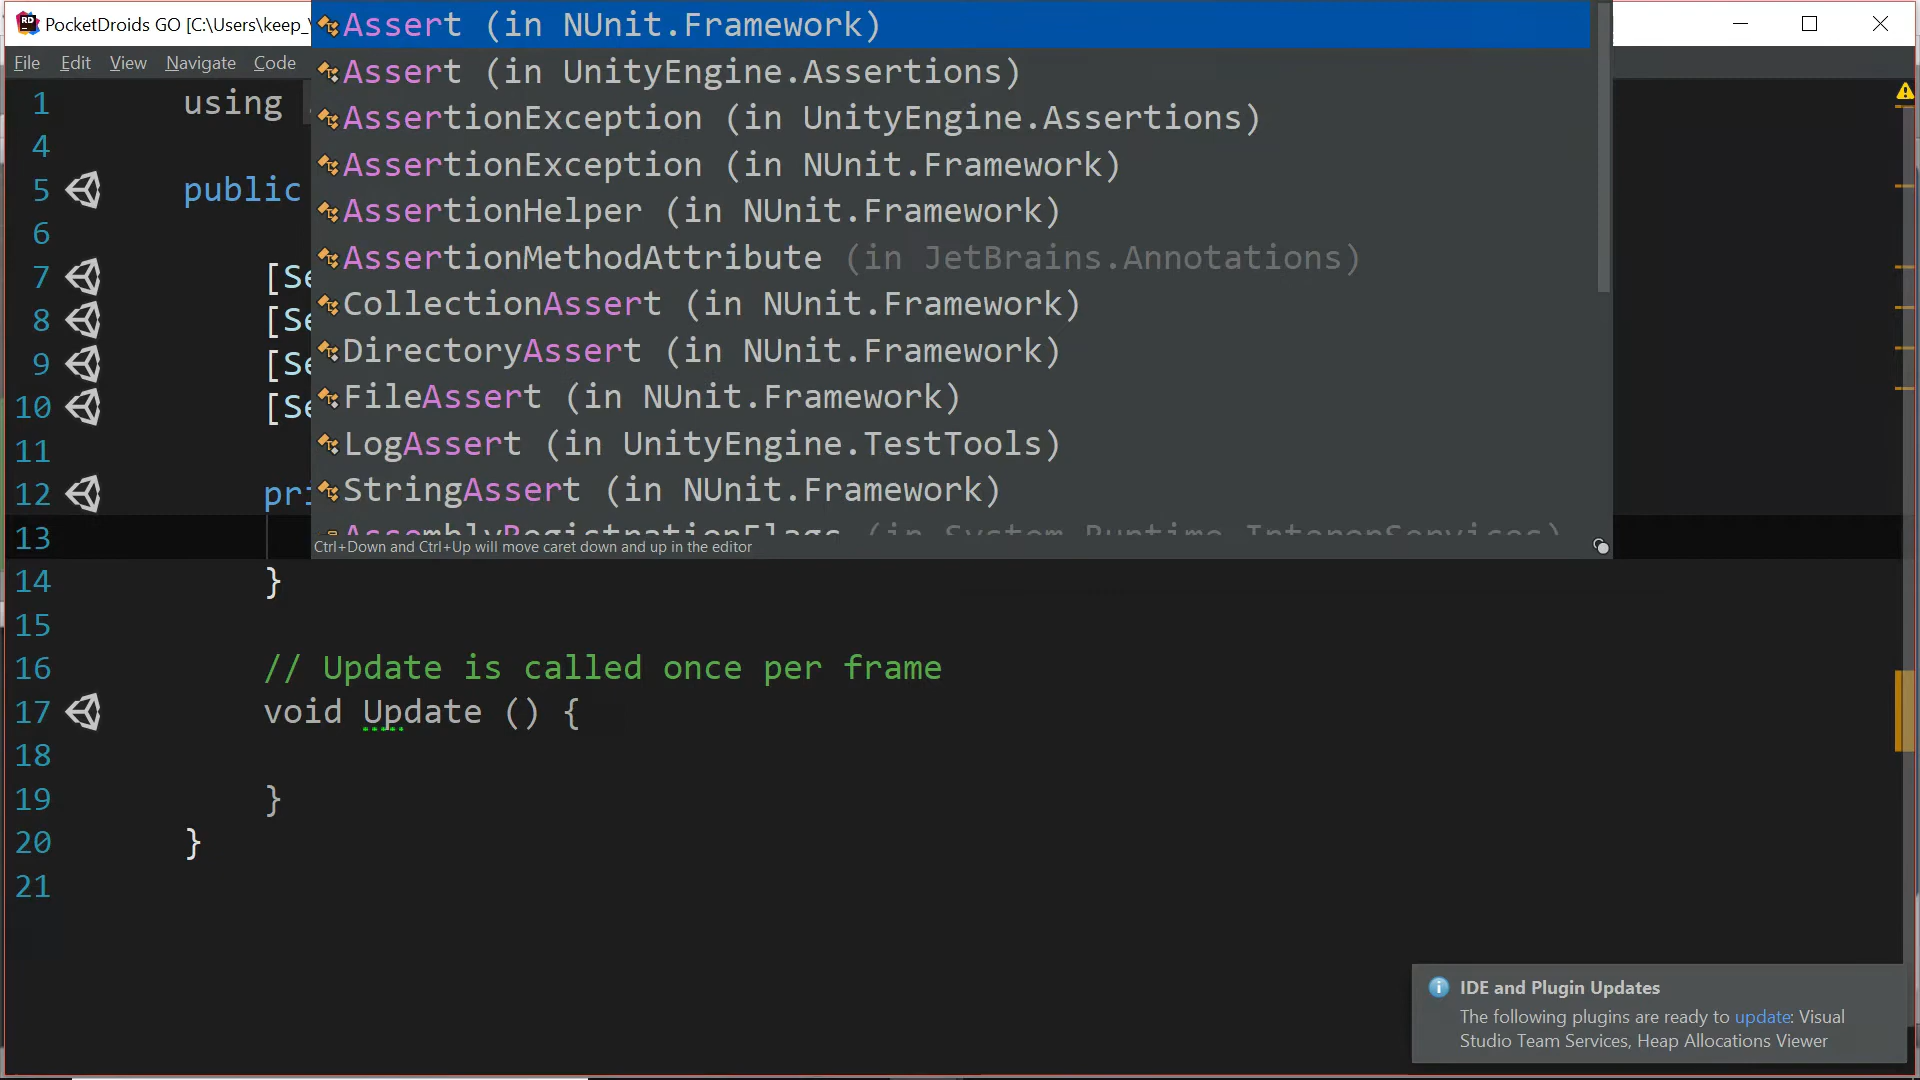 PocketDroids GO [C:\Users\keep_
File Edit View Navigate Code
Assert (in NUnit.Framework)
Assert (in UnityEngine.Assertions)
AssertionException (in UnityEngine.Assertions)
AssertionException (in NUnit.Framework)
AssertionHelper (in NUnit.Framework)
AssertionMethodAttribute (in JetBrains.Annotations)
CollectionAssert (in NUnit.Framework)
DirectoryAssert (in NUnit.Framework)
FileAssert (in NUnit.Framework)
LogAssert (in UnityEngine.TestTools)
StringAssert (in NUnit.Framework)
AssemblyRegistrationFlags (in System.Runtime.InteropServices)
Ctrl+Down and Ctrl+Up will move caret down and up in the editor
1 using
4
5 public
6
7 [Se
8 [Se
9 [Se
10 [Se
11
12 pri
13
14 }
15
16 // Update is called once per frame
17 void Update () {
18
19 }
20 }
21
IDE and Plugin Updates
The following plugins are ready to update: Visual
Studio Team Services, Heap Allocations Viewer